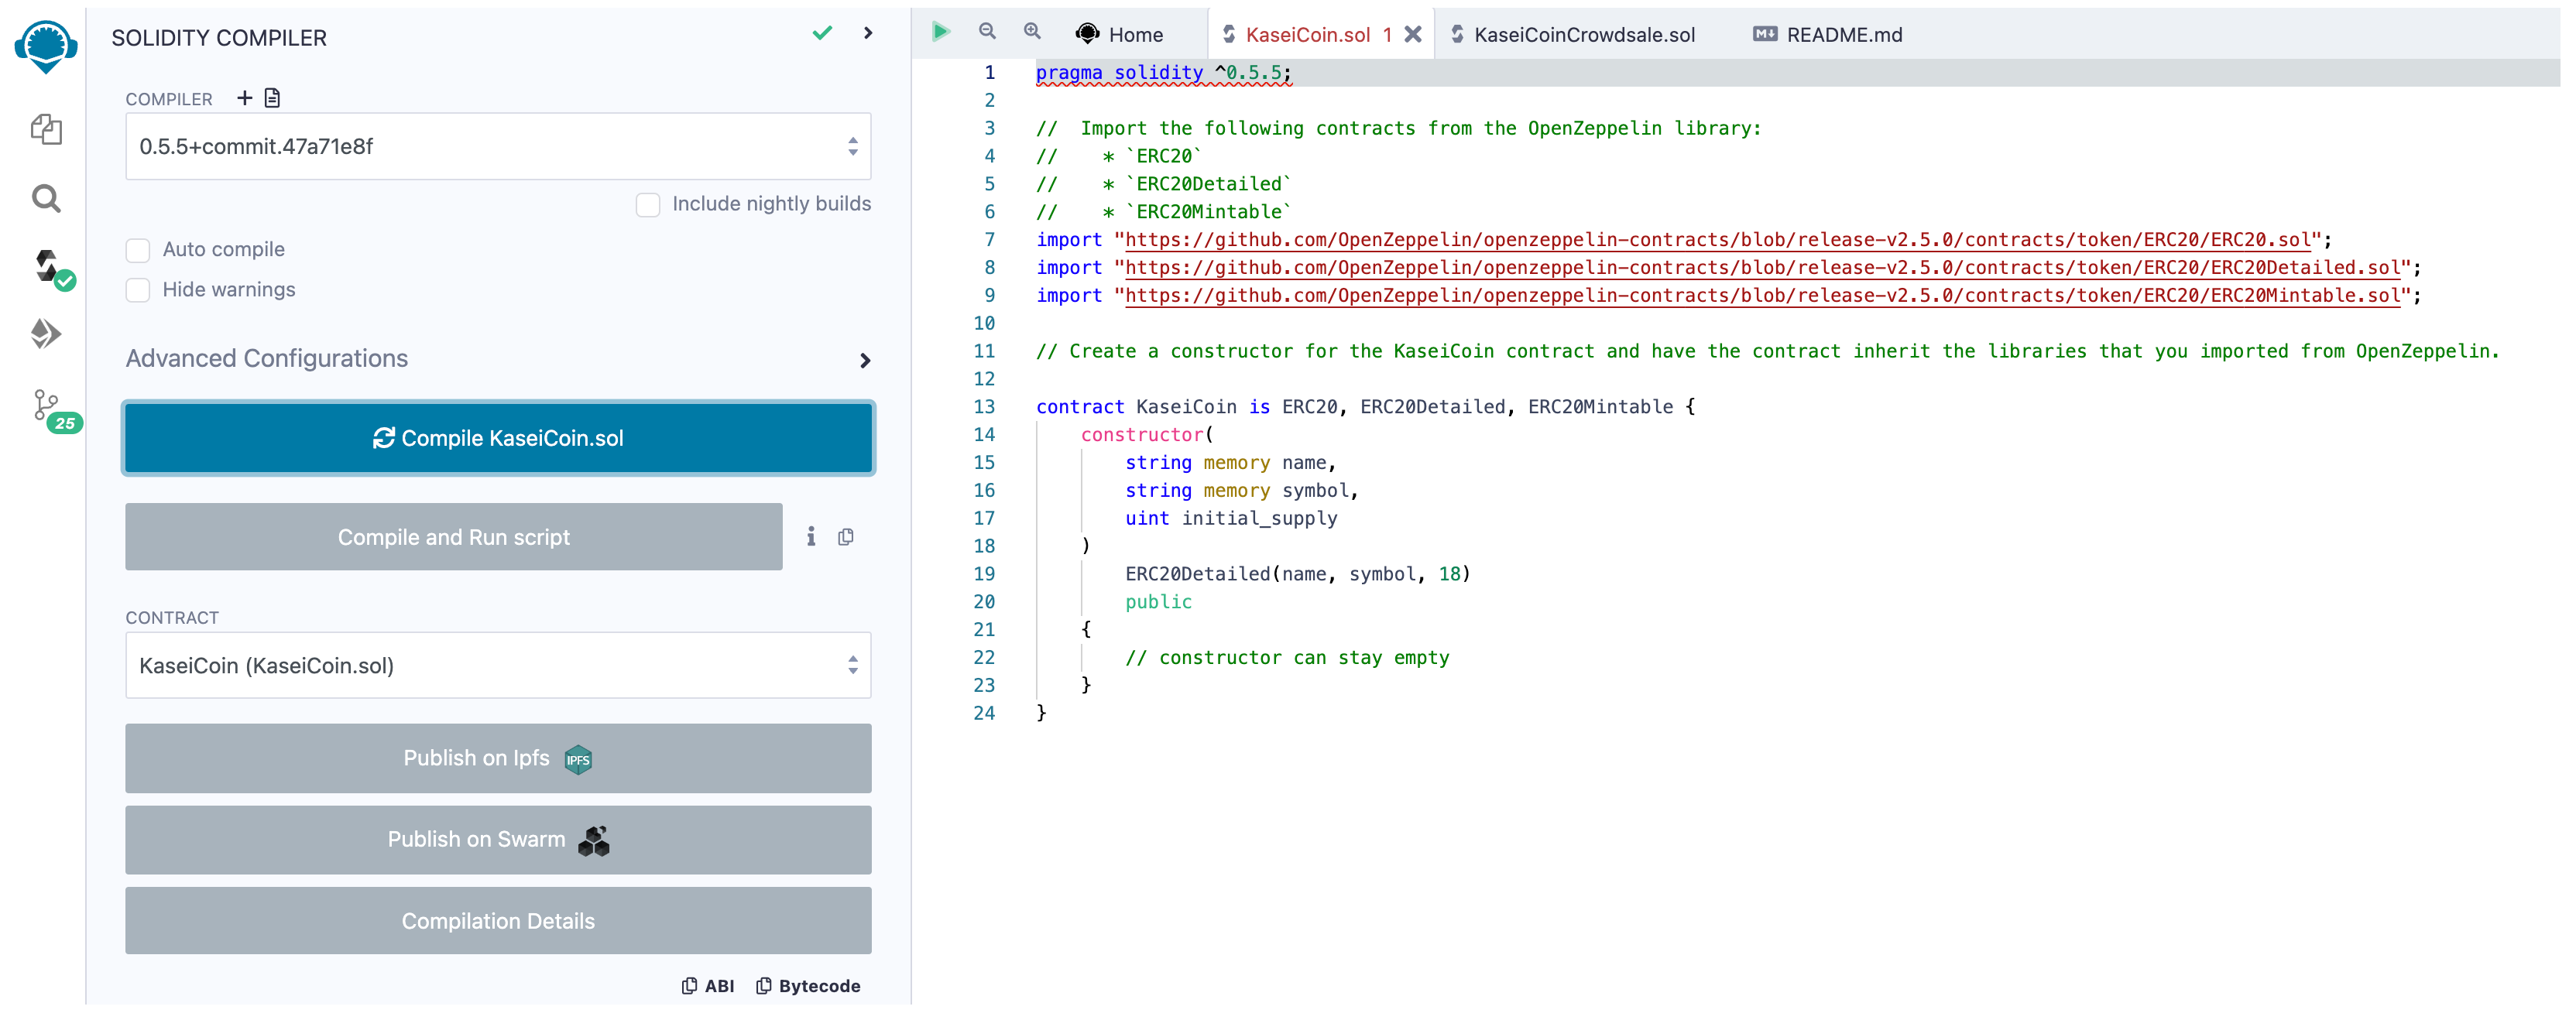 SOLIDITY COMPILER
COMPILER +
0.5.5+commit.47a71e8f
Include nightly builds
Auto compile
Hide warnings
Advanced Configurations
25
Compile KaseiCoin.sol
Compile and Run script
CONTRACT
KaseiCoin (KaseiCoin.sol)
Publish on Ipfs IPFS
Publish on Swarm
Compilation Details
ABI Bytecode
Home KaseiCoin.sol 1 KaseiCoinCrowdsale.sol README.md
1 pragma solidity ^0.5.5;
2
3 //  Import the following contracts from the OpenZeppelin library:
4 //    * `ERC20`
5 //    * `ERC20Detailed`
6 //    * `ERC20Mintable`
7 import "https://github.com/OpenZeppelin/openzeppelin-contracts/blob/release-v2.5.0/contracts/token/ERC20/ERC20.sol";
8 import "https://github.com/OpenZeppelin/openzeppelin-contracts/blob/release-v2.5.0/contracts/token/ERC20/ERC20Detailed.sol";
9 import "https://github.com/OpenZeppelin/openzeppelin-contracts/blob/release-v2.5.0/contracts/token/ERC20/ERC20Mintable.sol";
10
11 // Create a constructor for the KaseiCoin contract and have the contract inherit the libraries that you imported from OpenZeppelin.
12
13 contract KaseiCoin is ERC20, ERC20Detailed, ERC20Mintable {
14     constructor(
15         string memory name,
16         string memory symbol,
17         uint initial_supply
18     )
19         ERC20Detailed(name, symbol, 18)
20         public
21     {
22         // constructor can stay empty
23     }
24 }